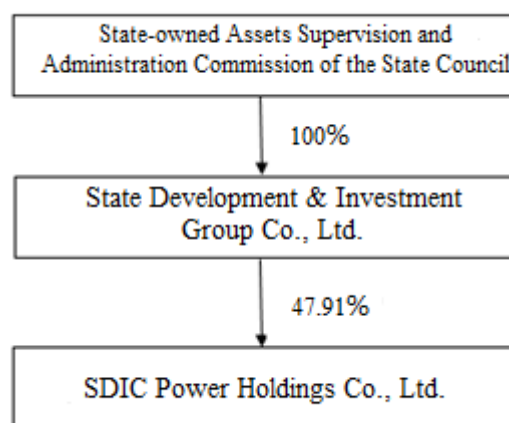 State-owned Assets Supervision and
Administration Commission of the State Council
100%
State Development & Investment
Group Co., Ltd.
47.91%
SDIC Power Holdings Co., Ltd.